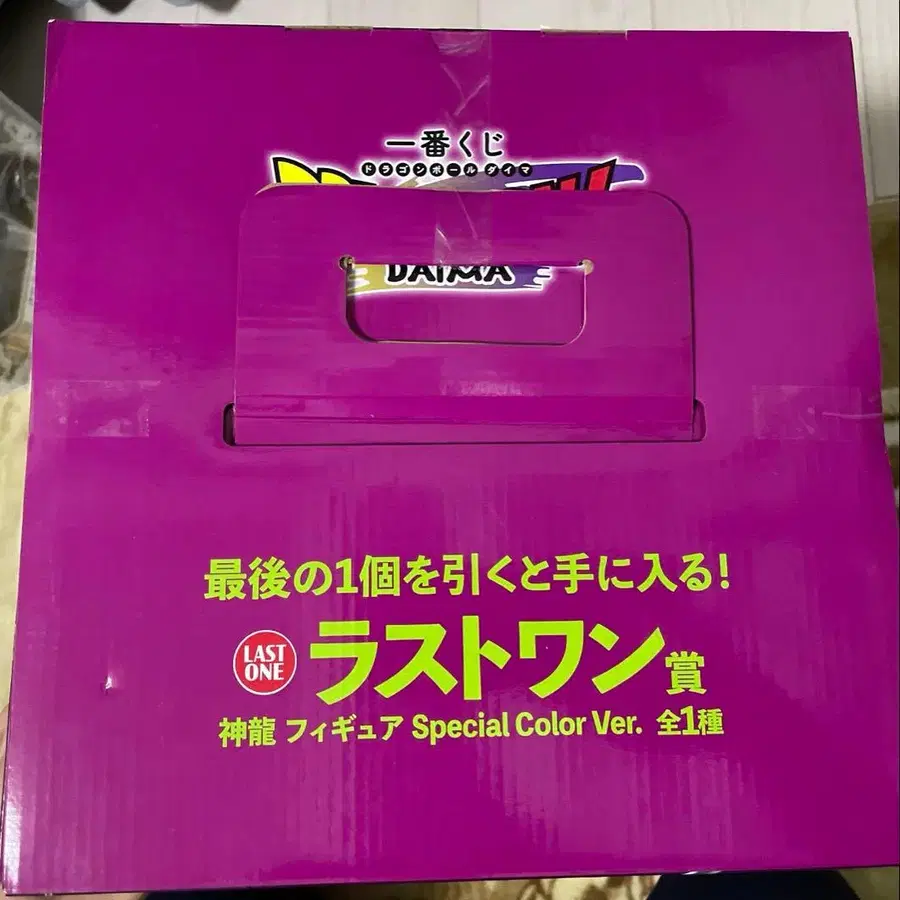 一番くじ
ドラゴンボール ダイマ
DAIMA
最後の1個を引くと手に入る!
LAST ONE
ラストワン賞
神龍 フィギュア Special Color Ver. 全1種